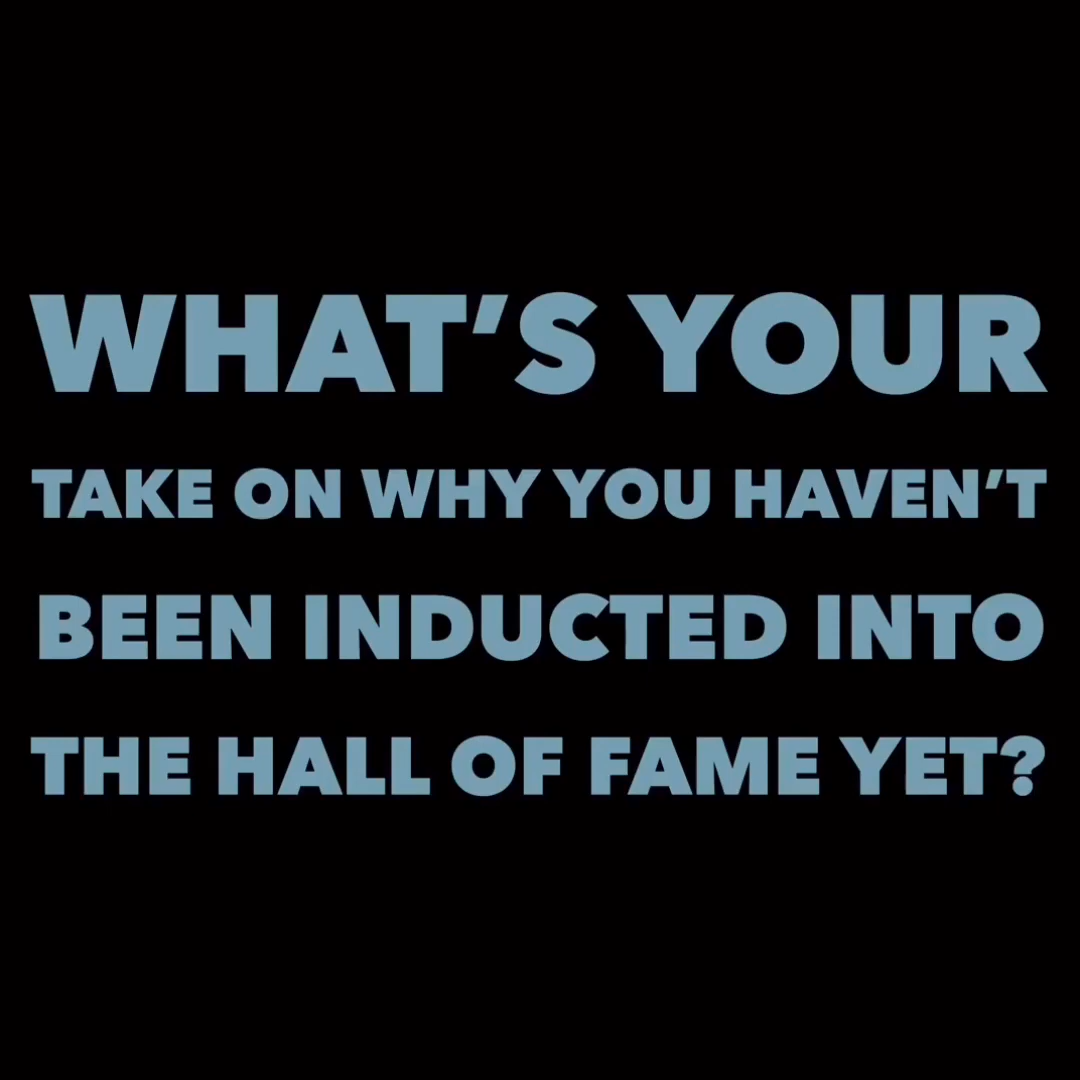 WHAT’S YOUR
TAKE ON WHY YOU HAVEN’T
BEEN INDUCTED INTO
THE HALL OF FAME YET?